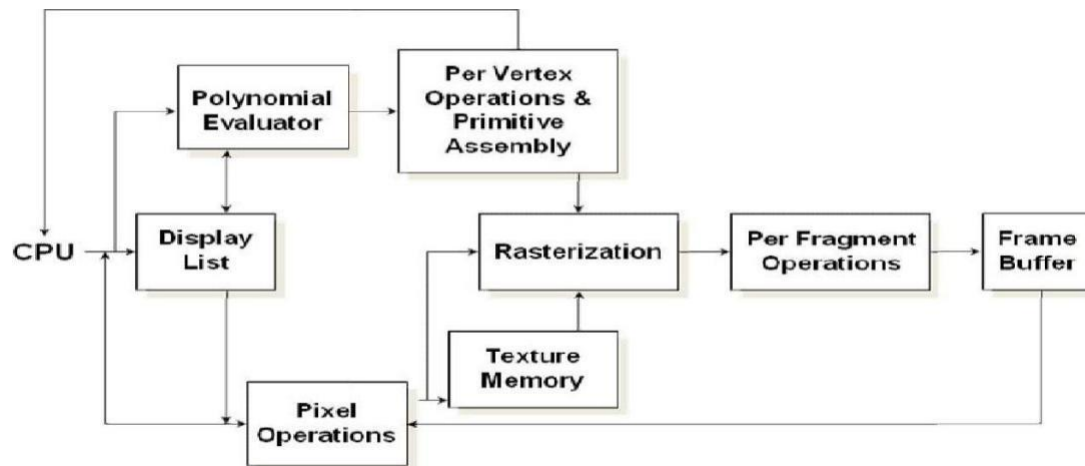 Per Vertex
Operations &
Primitive
Assembly
Polynomial
Evaluator
CPU
Display
List
Rasterization
Per Fragment
Operations
Frame
Buffer
Texture
Memory
Pixel
Operations